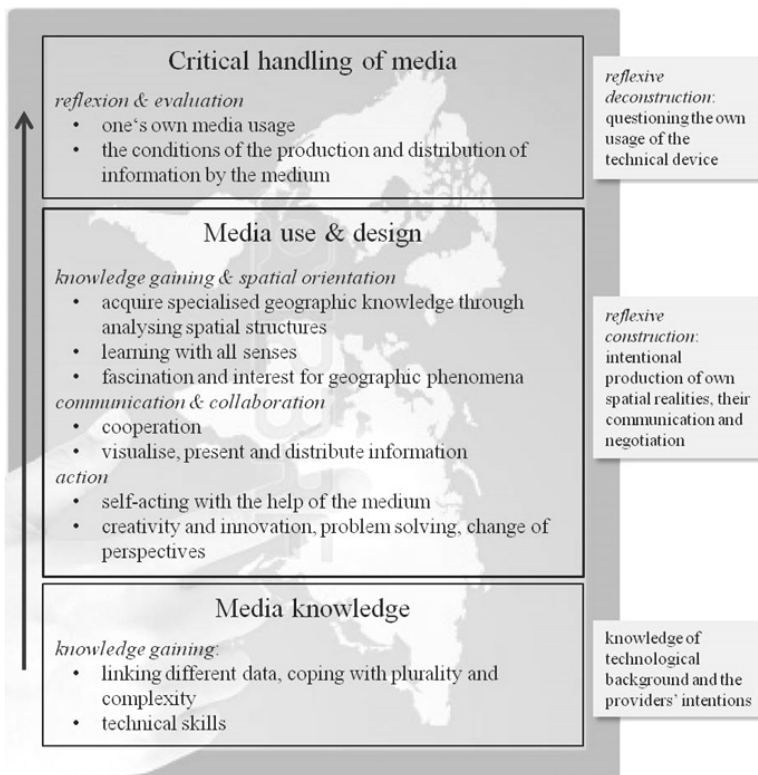 Critical handling of media
reflexion & evaluation
• one‘s own media usage
• the conditions of the production and distribution of
information by the medium
reflexive
deconstruction:
questioning the own
usage of the
technical device
Media use & design
knowledge gaining & spatial orientation
• acquire specialised geographic knowledge through
analysing spatial structures
• learning with all senses
• fascination and interest for geographic phenomena
communication & collaboration
• cooperation
• visualise, present and distribute information
action
• self-acting with the help of the medium
• creativity and innovation, problem solving, change of
perspectives
reflexive
construction:
intentional
production of own
spatial realities, their
communication and
negotiation
Media knowledge
knowledge gaining:
• linking different data, coping with plurality and
complexity
• technical skills
knowledge of
technological
background and the
providers’ intentions